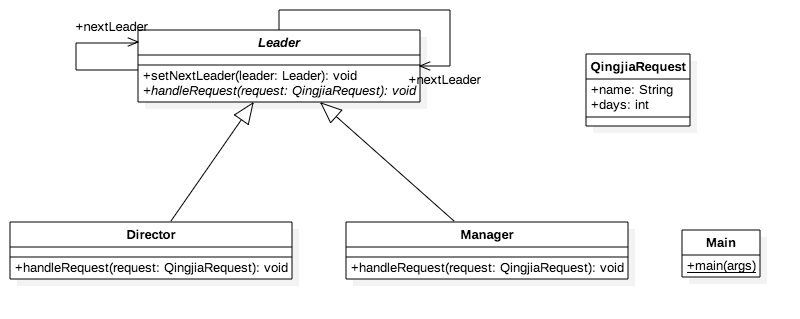 +nextLeader
Leader
+setNextLeader(leader: Leader): void
+handleRequest(request: QingjiaRequest): void
+nextLeader
QingjiaRequest
+name: String
+days: int
Director
+handleRequest(request: QingjiaRequest): void
Manager
+handleRequest(request: QingjiaRequest): void
Main
+main(args)